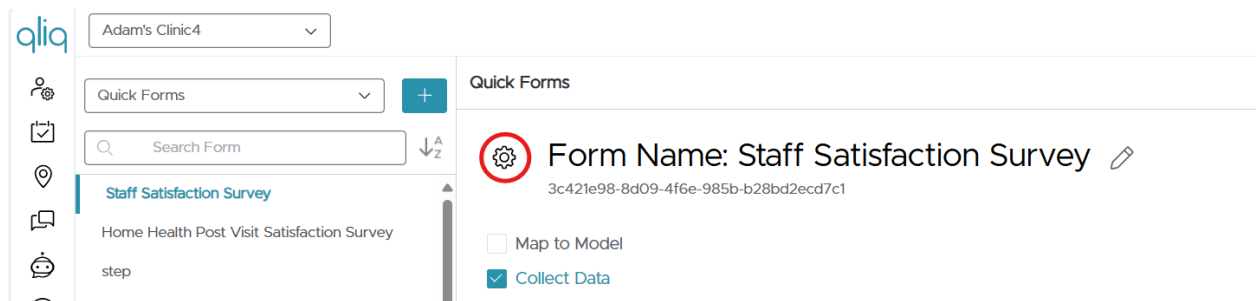 qliq
Adam's Clinic4
Quick Forms
+
Search Form
A
Z
Staff Satisfaction Survey
Home Health Post Visit Satisfaction Survey
step
Quick Forms
Form Name: Staff Satisfaction Survey
3c421e98-8d09-4f6e-985b-b28bd2ecd7c1
Map to Model
Collect Data